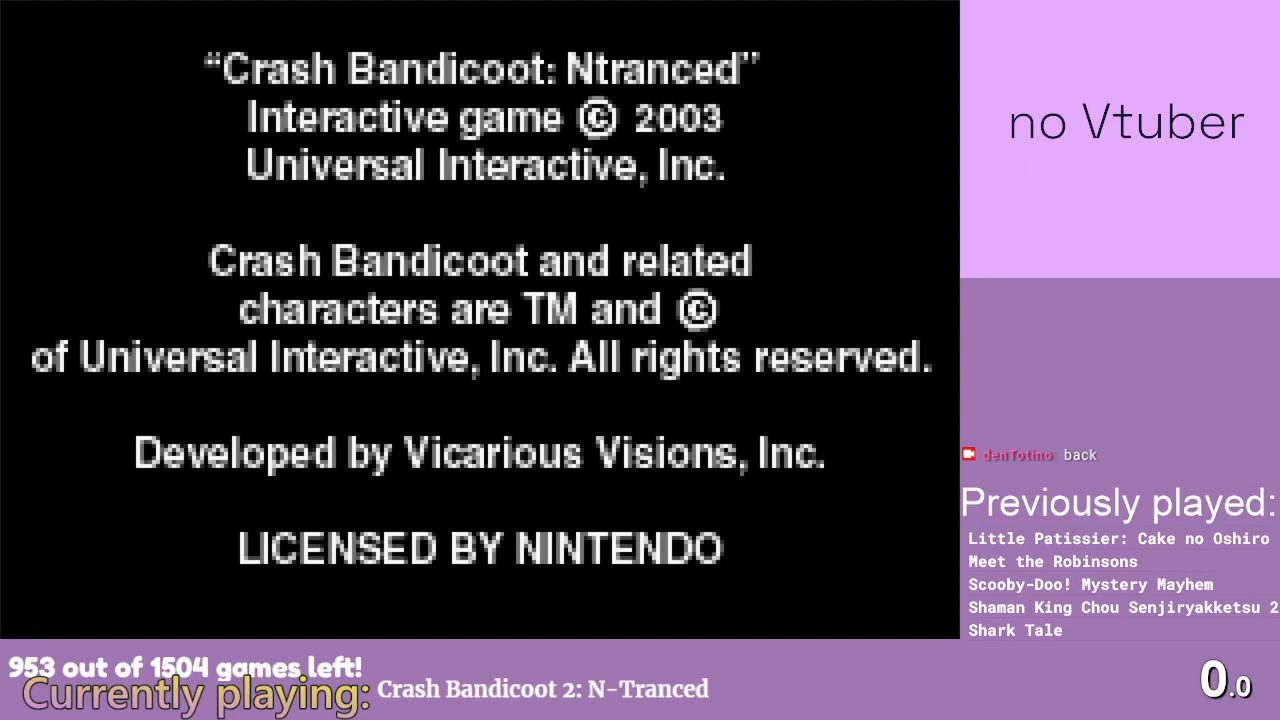 “Crash Bandicoot: Ntranced”
Interactive game © 2003
Universal Interactive, Inc.
Crash Bandicoot and related
characters are TM and ©
of Universal Interactive, Inc. All rights reserved.
Developed by Vicarious Visions, Inc.
LICENSED BY NINTENDO
no Vtuber
denTotino: back
Previously played:
Little Patissier: Cake no Oshiro
Meet the Robinsons
Scooby-Doo! Mystery Mayhem
Shaman King Chou Senjiryakketsu 2
Shark Tale
953 out of 1504 games left!
Currently playing: Crash Bandicoot 2: N-Tranced
0.0